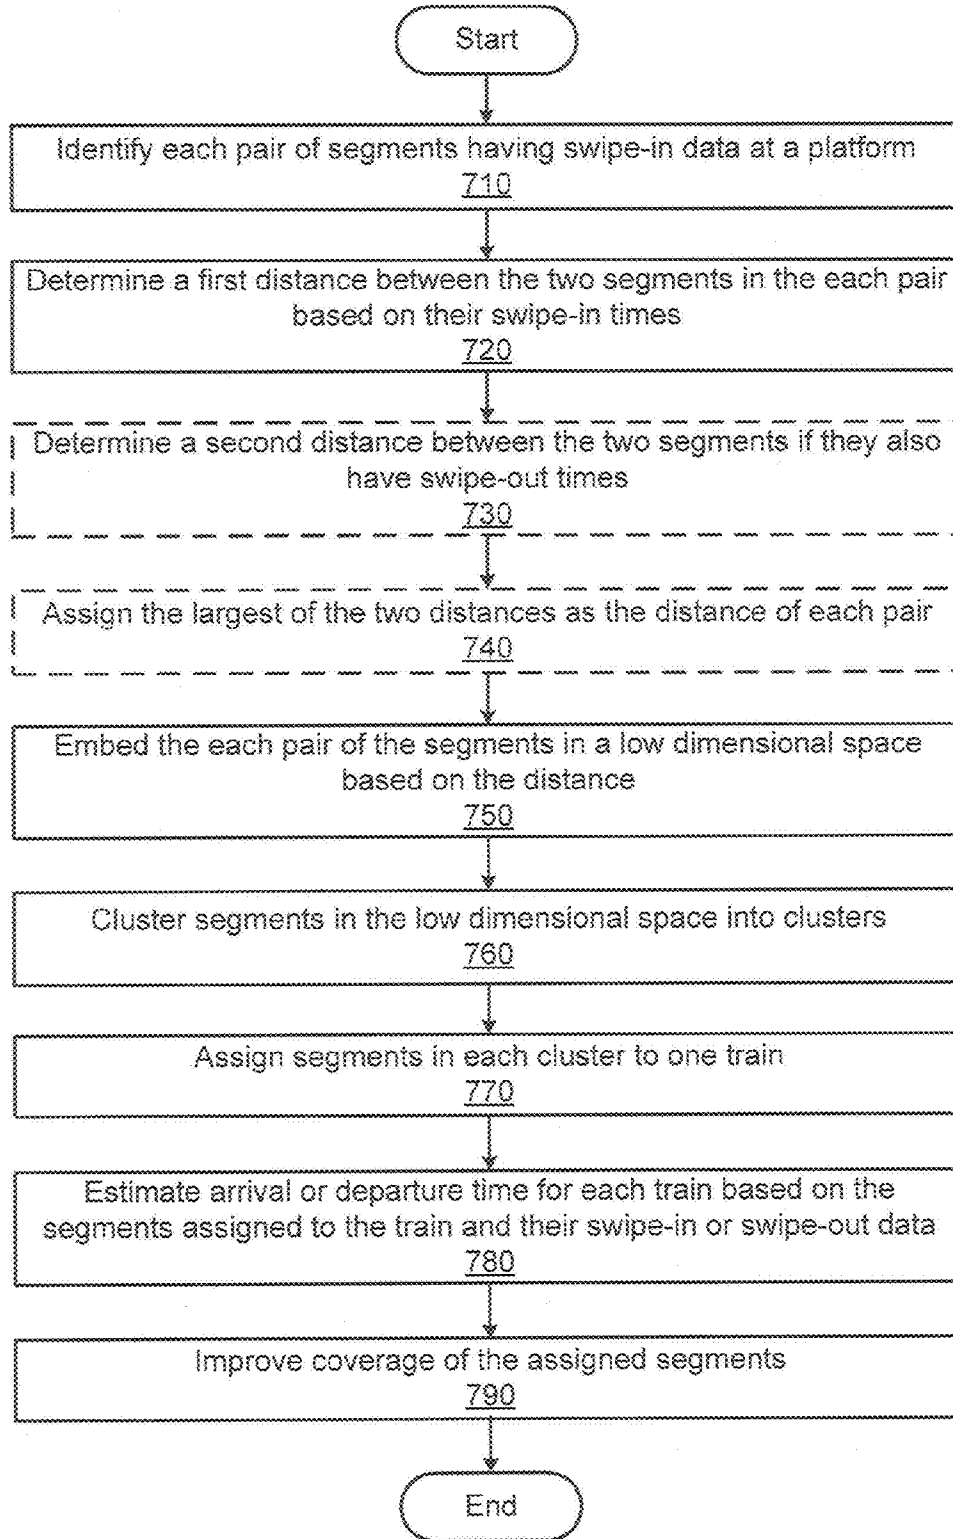 Start
Identify each pair of segments having swipe-in data at a platform
710
Determine a first distance between the two segments in the each pair
based on their swipe-in times
720
Determine a second distance between the two segments if they also
have swipe-out times
730
Assign the largest of the two distances as the distance of each pair
740
Embed the each pair of the segments in a low dimensional space
based on the distance
750
Cluster segments in the low dimensional space into clusters
760
Assign segments in each cluster to one train
770
Estimate arrival or departure time for each train based on the
segments assigned to the train and their swipe-in or swipe-out data
780
Improve coverage of the assigned segments
790
End